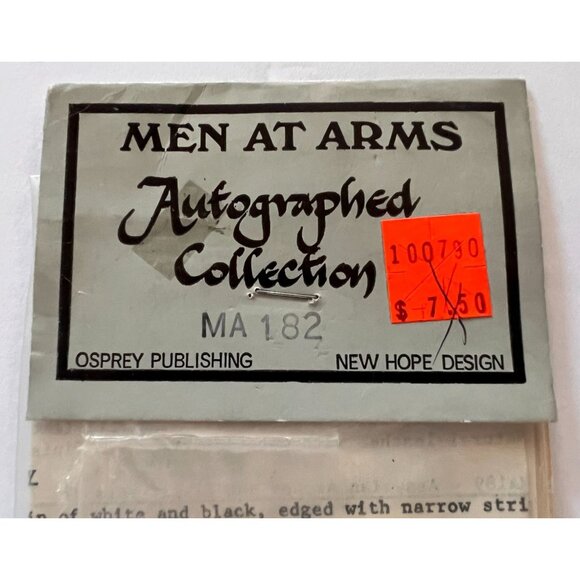 MEN AT ARMS
Autographed
Collection
100790
$ 7.50
MA 182
OSPREY PUBLISHING NEW HOPE DESIGN
of white and black, edged with narrow stri